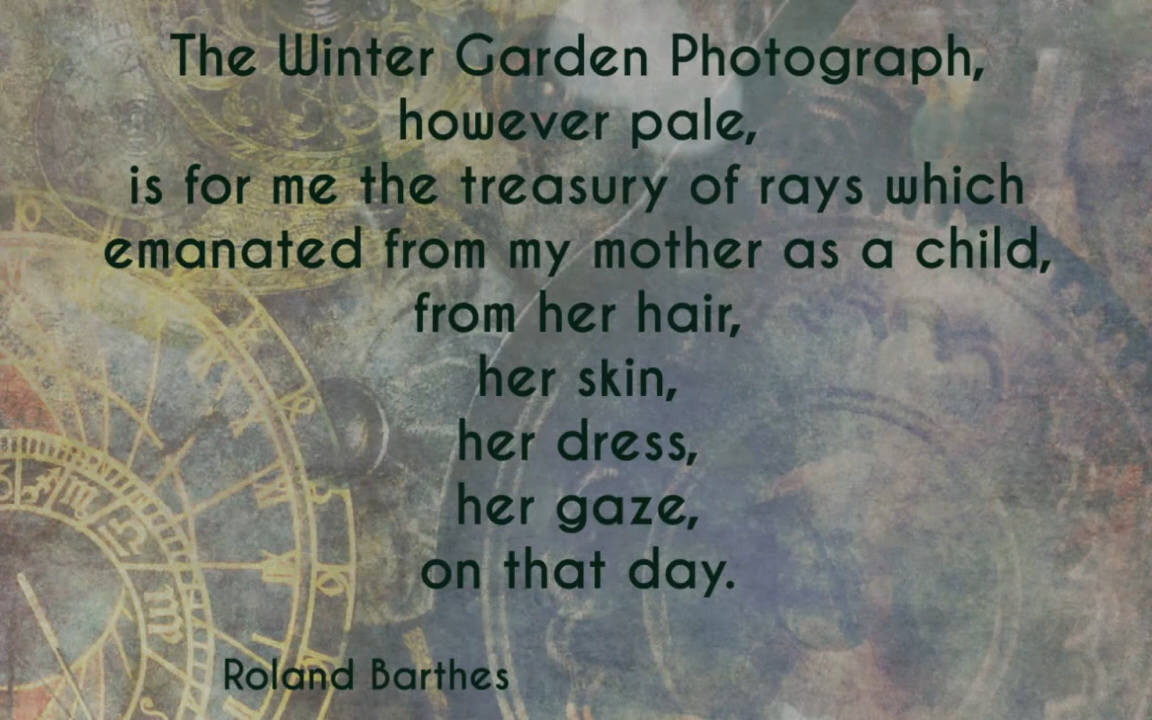 The Winter Garden Photograph,
however pale,
is for me the treasury of rays which
emanated from my mother as a child,
from her hair,
her skin,
her dress,
her gaze,
on that day.
Roland Barthes